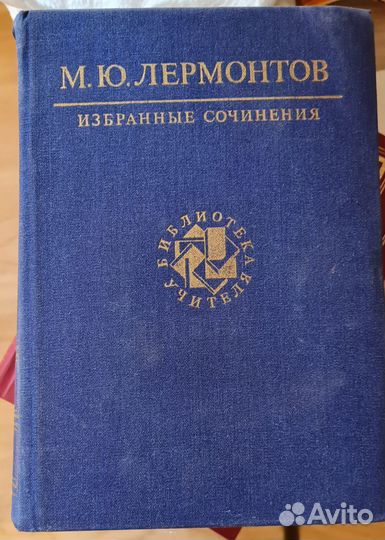 М. Ю. ЛЕРМОНТОВ
ИЗБРАННЫЕ СОЧИНЕНИЯ
БИБЛИОТЕКА
УЧИТЕЛЯ
Avito